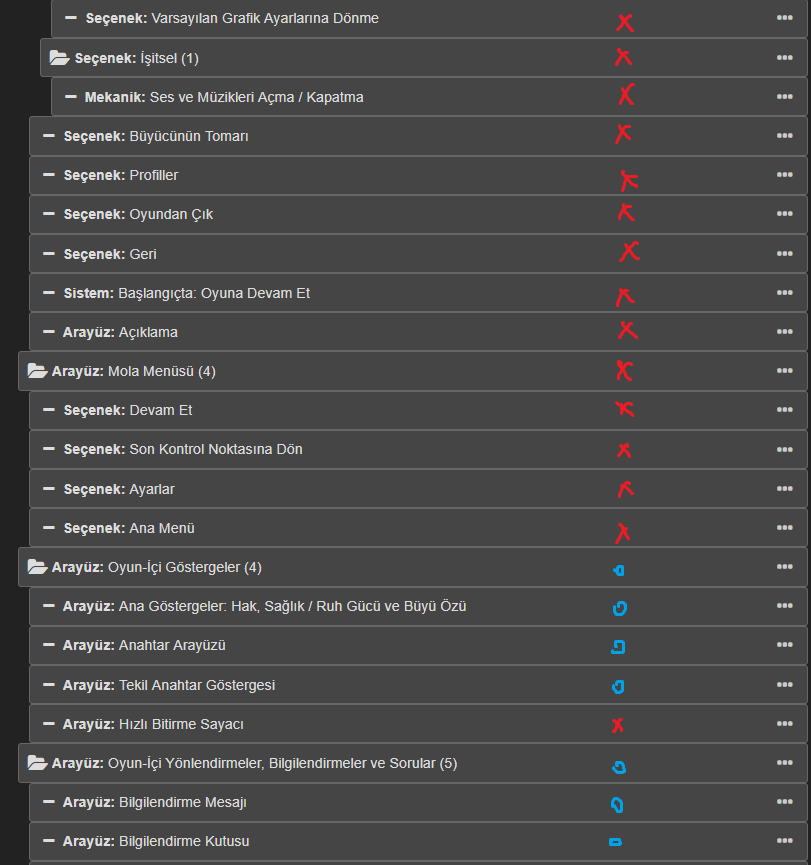 Seçenek: Varsayılan Grafik Ayarlarına Dönme
Seçenek: İşitsel (1)
Mekanik: Ses ve Müzikleri Açma / Kapatma
Seçenek: Büyücünün Tomarı
Seçenek: Profiller
Seçenek: Oyundan Çık
Seçenek: Geri
Sistem: Başlangıçta: Oyuna Devam Et
Arayüz: Açıklama
Arayüz: Mola Menüsü (4)
Seçenek: Devam Et
Seçenek: Son Kontrol Noktasına Dön
Seçenek: Ayarlar
Seçenek: Ana Menü
Arayüz: Oyun-İçi Göstergeler (4)
Arayüz: Ana Göstergeler: Hak, Sağlık / Ruh Gücü ve Büyü Özü
Arayüz: Anahtar Arayüzü
Arayüz: Tekil Anahtar Göstergesi
Arayüz: Hızlı Bitirme Sayacı
Arayüz: Oyun-İçi Yönlendirmeler, Bilgilendirmeler ve Sorular (5)
Arayüz: Bilgilendirme Mesajı
Arayüz: Bilgilendirme Kutusu